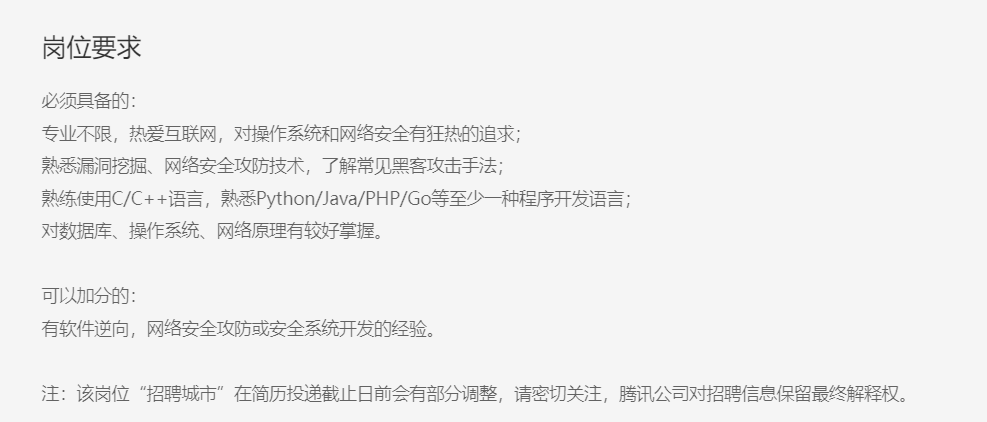 岗位要求
必须具备的：
专业不限，热爱互联网，对操作系统和网络安全有狂热的追求；
熟悉漏洞挖掘、网络安全攻防技术，了解常见黑客攻击手法；
熟练使用C/C++语言，熟悉Python/Java/PHP/Go等至少一种程序开发语言；
对数据库、操作系统、网络原理有较好掌握。
可以加分的：
有软件逆向，网络安全攻防或安全系统开发的经验。
注：该岗位“招聘城市”在简历投递截止日前会有部分调整，请密切关注，腾讯公司对招聘信息保留最终解释权。